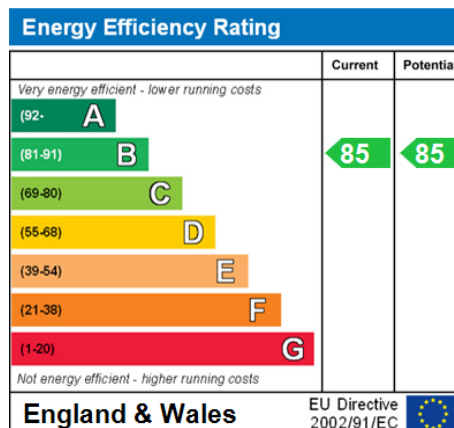 Energy Efficiency Rating
Current Potentia
Very energy efficient - lower running costs
(92- A
(81-91) B 85 85
(69-80) C
(55-68) D
(39-54) E
(21-38) F
(1-20) G
Not energy efficient - higher running costs
England & Wales EU Directive
2002/91/EC